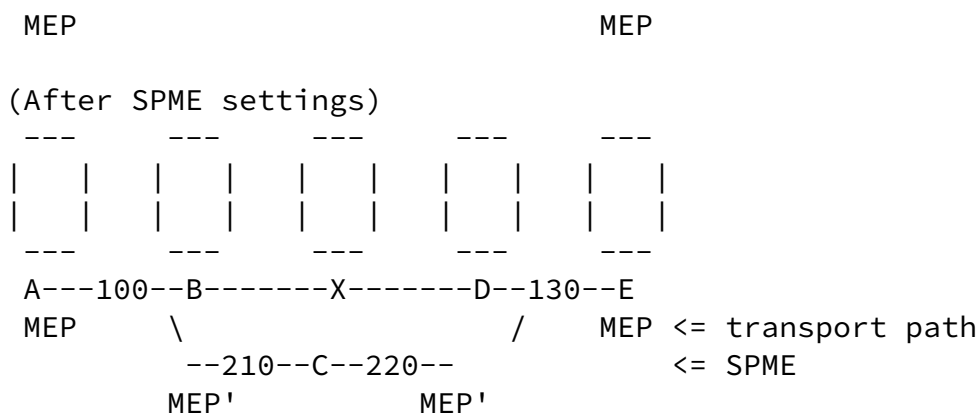 MEP                                    MEP
(After SPME settings)
 ---       ---       ---       ---       ---
|   |     |   |     |   |     |   |     |   |
|   |     |   |     |   |     |   |     |   |
 ---       ---       ---       ---       ---
A---100--B-------X-------D--130--E
MEP      \                       /     MEP <= transport path
--210--C--220--               <= SPME
MEP'              MEP'